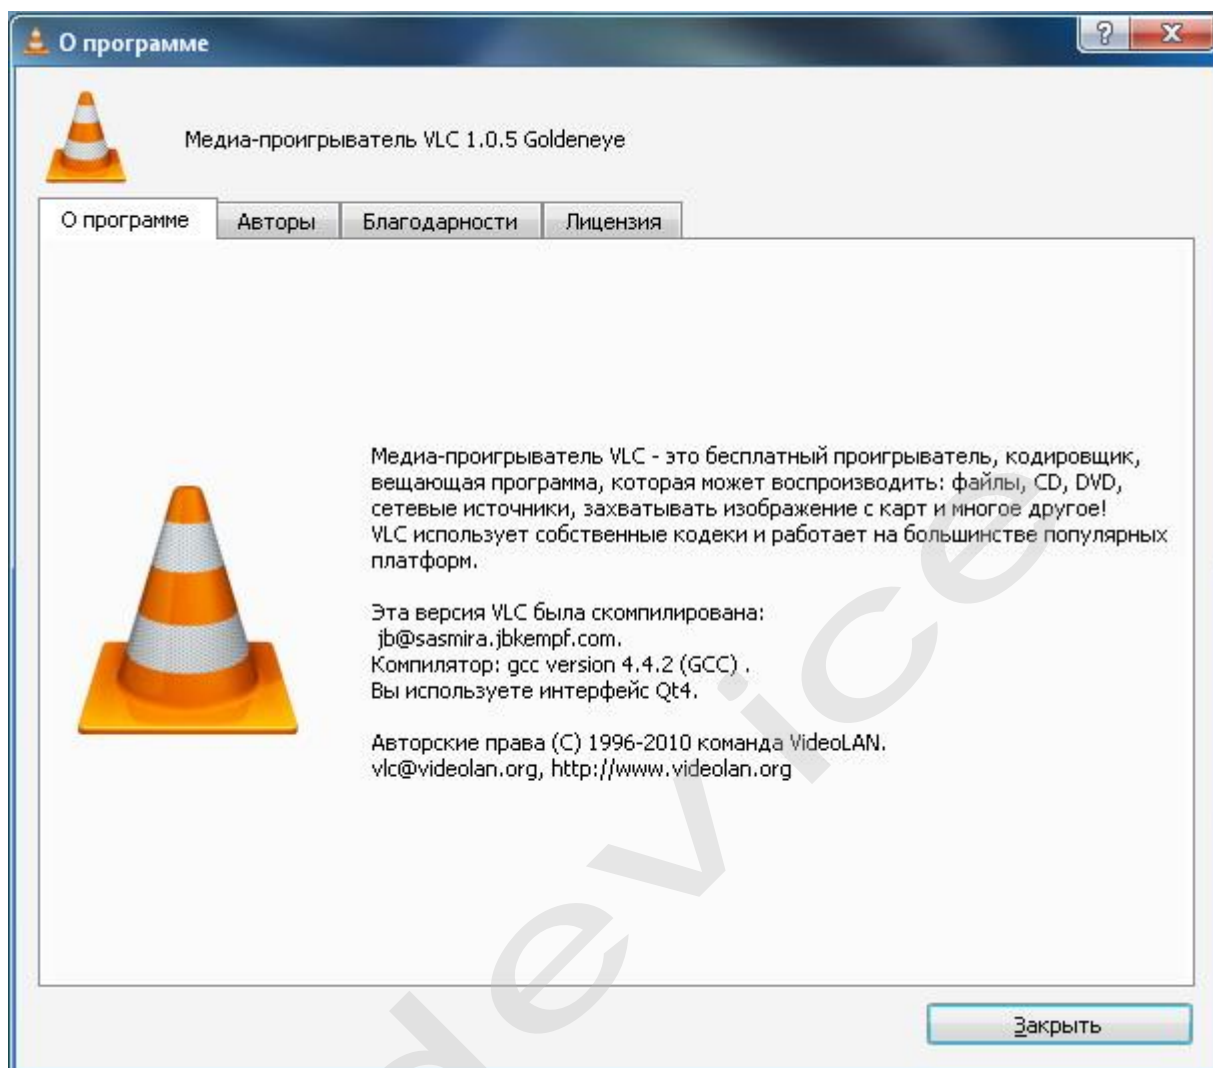 О программе
Медиа-проигрыватель VLC 1.0.5 Goldeneye
О программе Авторы Благодарности Лицензия
Медиа-проигрыватель VLC - это бесплатный проигрыватель, кодировщик,
вещающая программа, которая может воспроизводить: файлы, CD, DVD,
сетевые источники, захватывать изображение с карт и многое другое!
VLC использует собственные кодеки и работает на большинстве популярных
платформ.
Эта версия VLC была скомпилирована:
jb@sasmira.jbkempf.com.
Компилятор: gcc version 4.4.2 (GCC) .
Вы используете интерфейс Qt4.
Авторские права (C) 1996-2010 команда VideoLAN.
vlc@videolan.org, http://www.videolan.org
Закрыть
evice